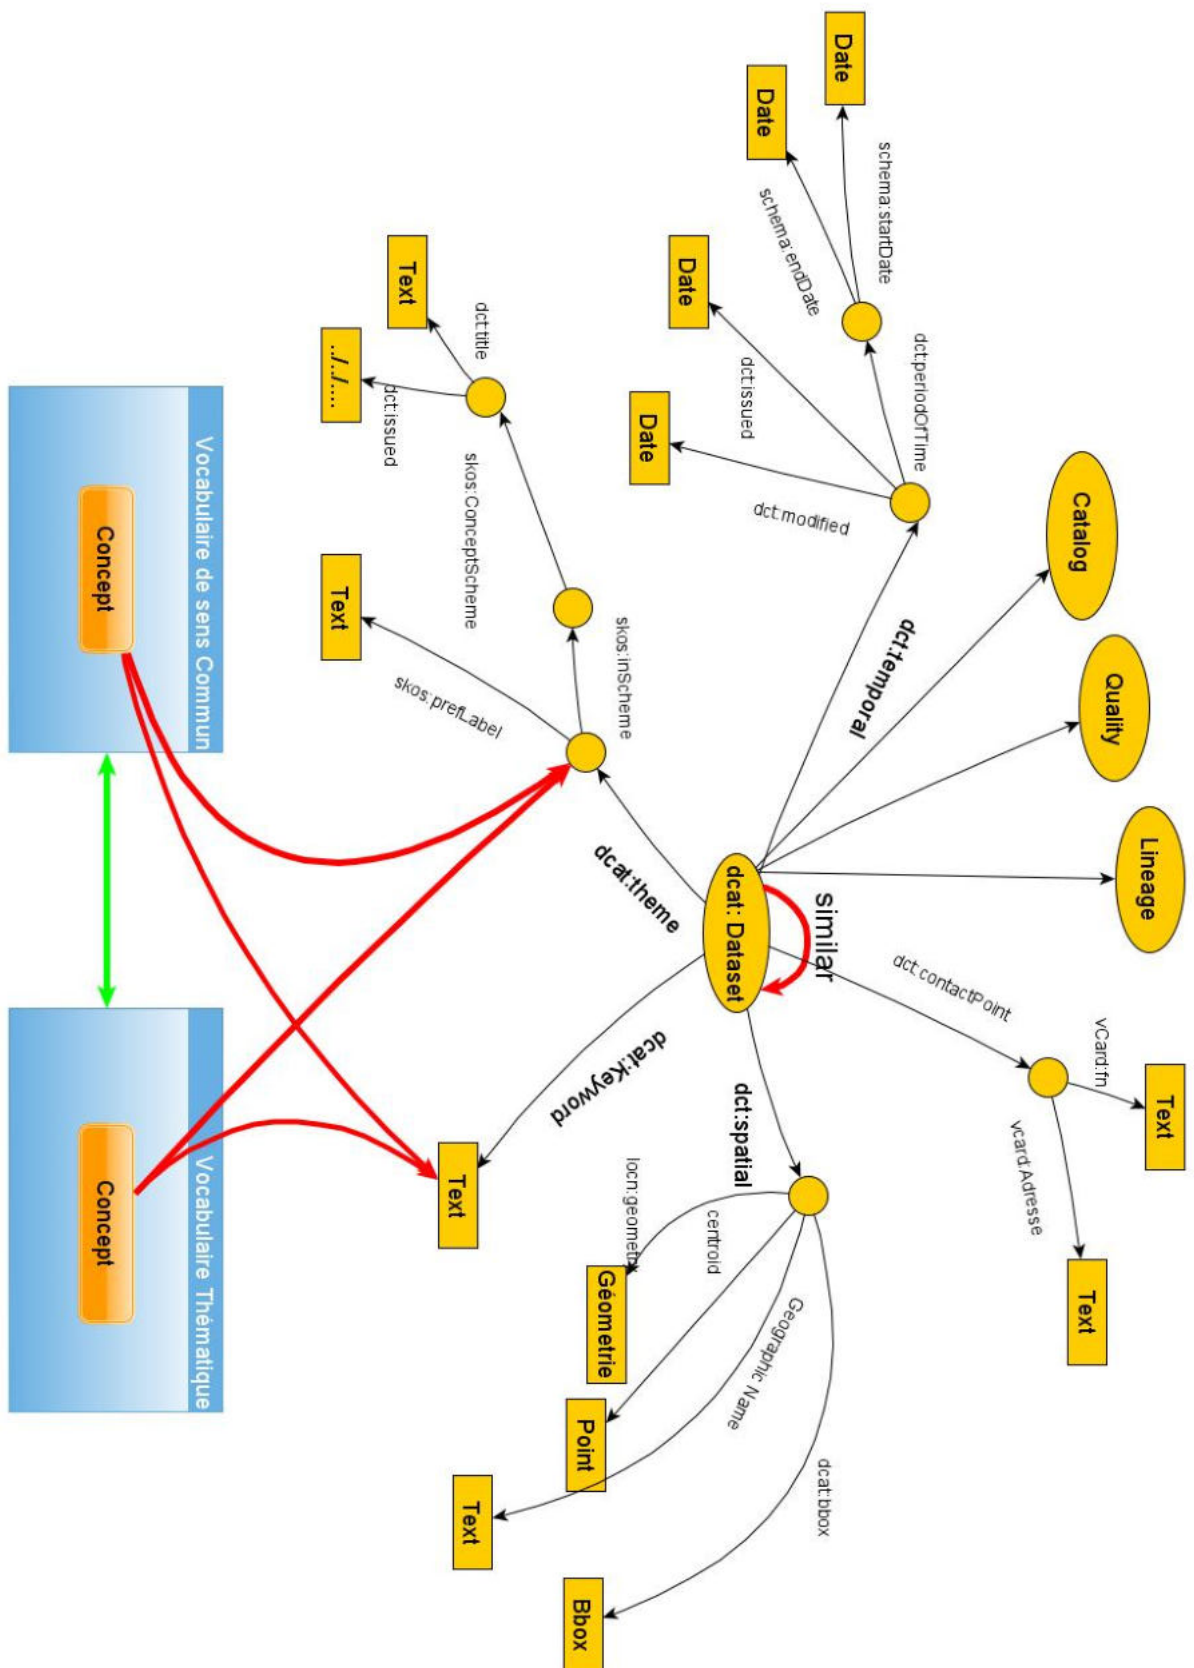 Text
Lineage
Quality
vCard:fn
Text
Catalog
vcard:Adresse
dct:contactPoint
dct:periodOfTime
schema:startDate
dct:temporal
Date
similar
dcat:bbox
dct:modified
schema:endDate
Geographic Name
Date
dct:issued
dct:spatial
dcat: Dataset
centroid
Date
Date
dcat:theme
locn:geometr
dcat:Keyword
skos:inScheme
Géometrie
Point
Bbox
dct:title
skos:ConceptScheme
Text
Text
skos:prefLabel
Text
dct:issued
../../....
Text
Vocabulaire de sens Commun
Vocabulaire Thématique
Concept
Concept